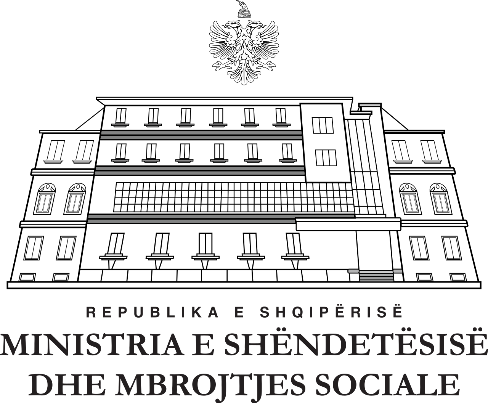 REPUBLIKA E SHQIPËRISË
MINISTRIA E SHËNDETËSISË
DHE MBROJTJES SOCIALE